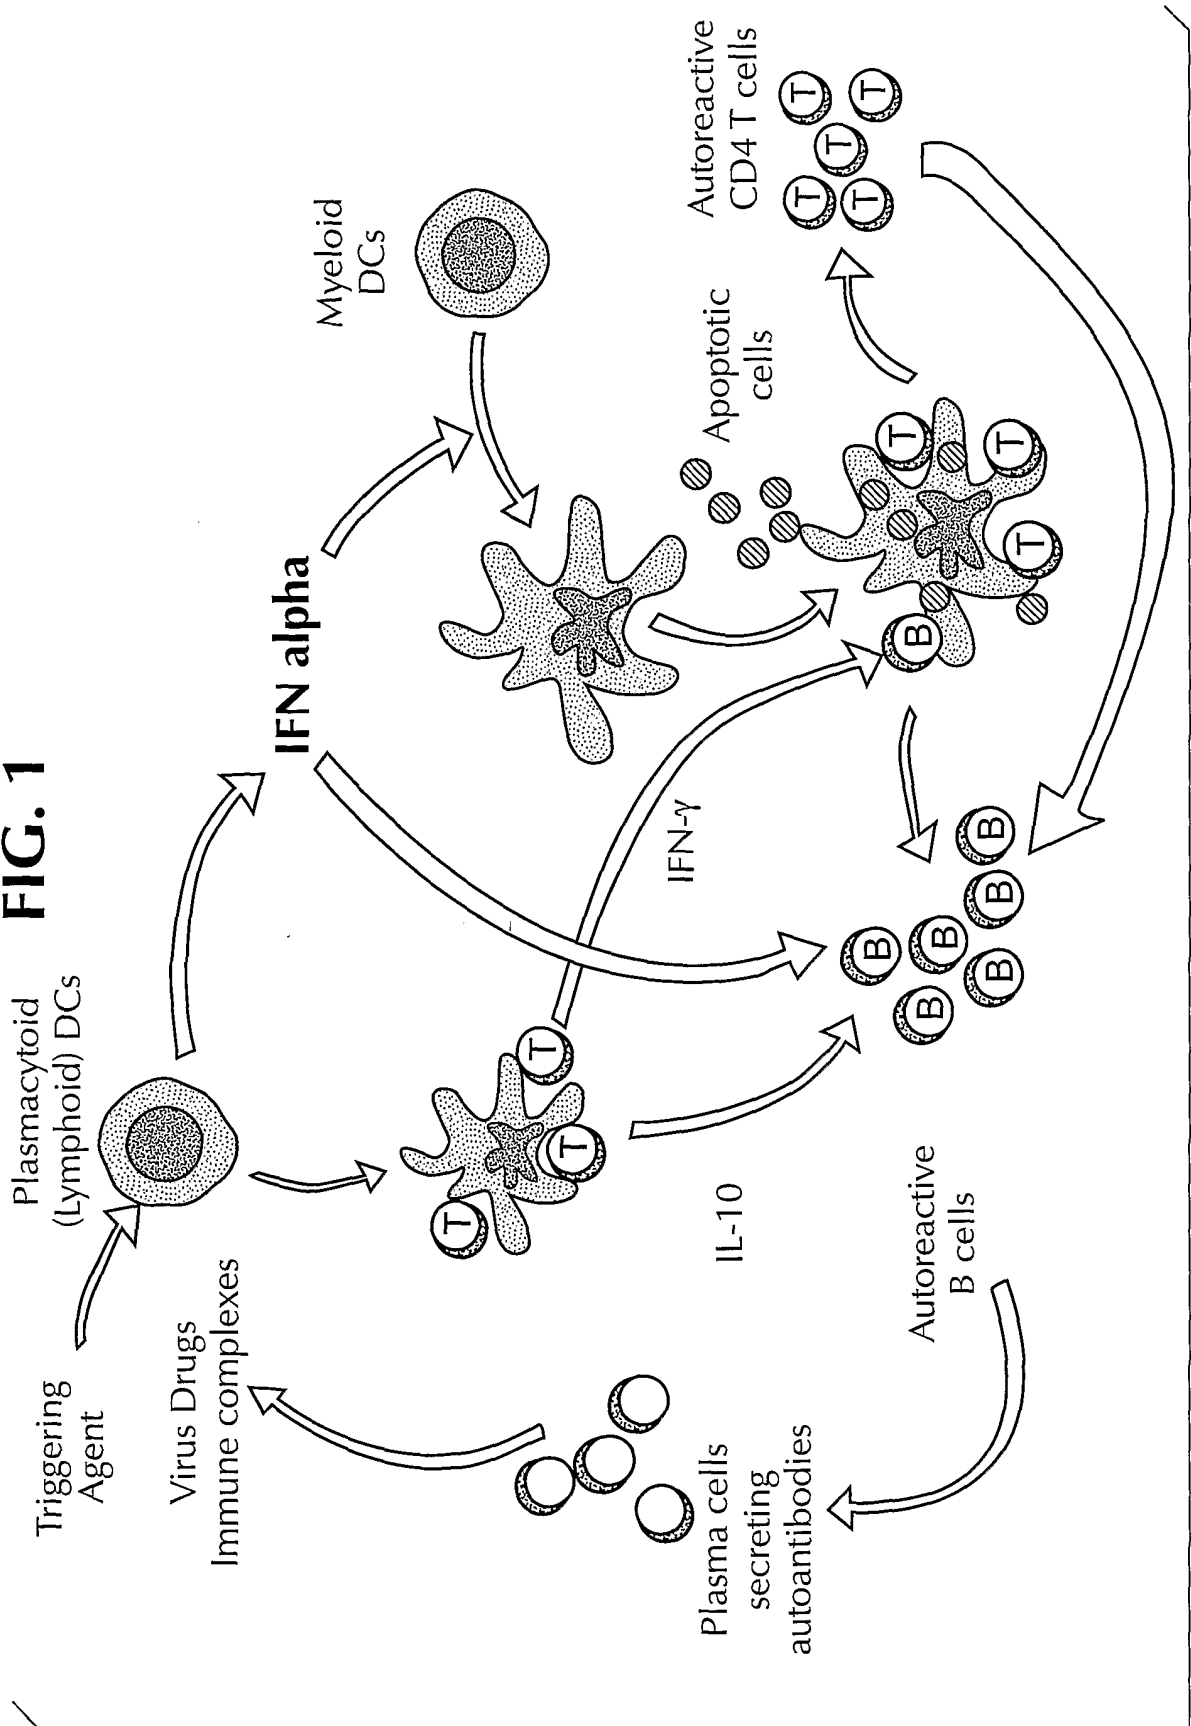 FIG. 1
Triggering
Agent
Plasmacytoid
(Lymphoid) DCs
Virus Drugs
Immune complexes
IFN alpha
Myeloid
DCs
T
T
T
IFN-γ
IL-10
Apoptotic
cells
Autoreactive
CD4 T cells
T
T
T
T
T
T
T
T
B
B
B
B
B
B
B
Autoreactive
B cells
Plasma cells
secreting
autoantibodies